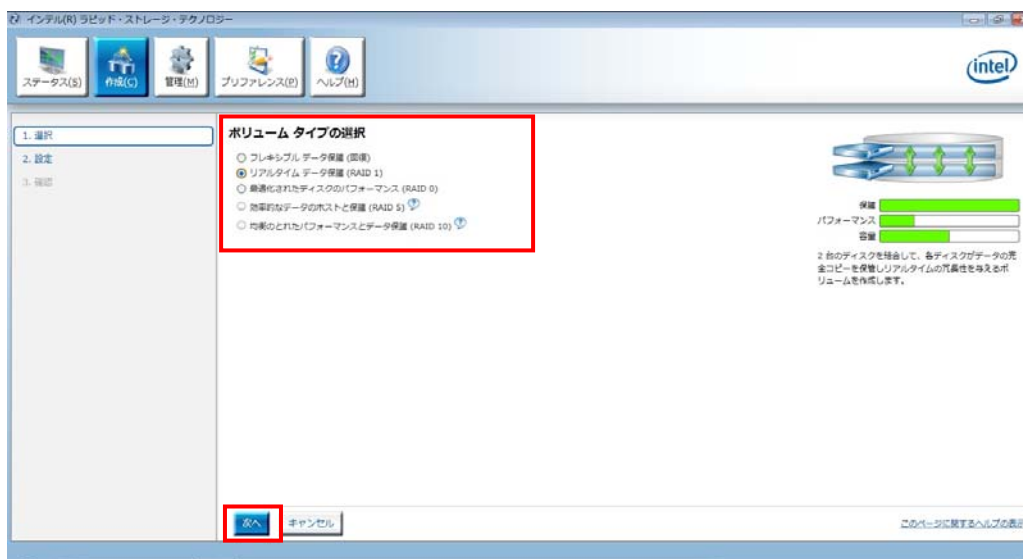 インテル(R) ラピッド・ストレージ・テクノロジー
ステータス(S)
作成(C)
管理(M)
プリファレンス(P)
ヘルプ(H)
intel
1. 選択
2. 設定
3. 確認
ボリューム タイプの選択
フレキシブル データ保護 (回復)
リアルタイム データ保護 (RAID 1)
最適化されたディスクのパフォーマンス (RAID 0)
効率的なデータのホストと保護 (RAID 5)
均衡のとれたパフォーマンスとデータ保護 (RAID 10)
保護
パフォーマンス
容量
2 台のディスクを結合して、各ディスクがデータの完
全コピーを保管しリアルタイムの冗長性を与えるボ
リュームを作成します。
次へ
キャンセル
このページに関するヘルプの表示